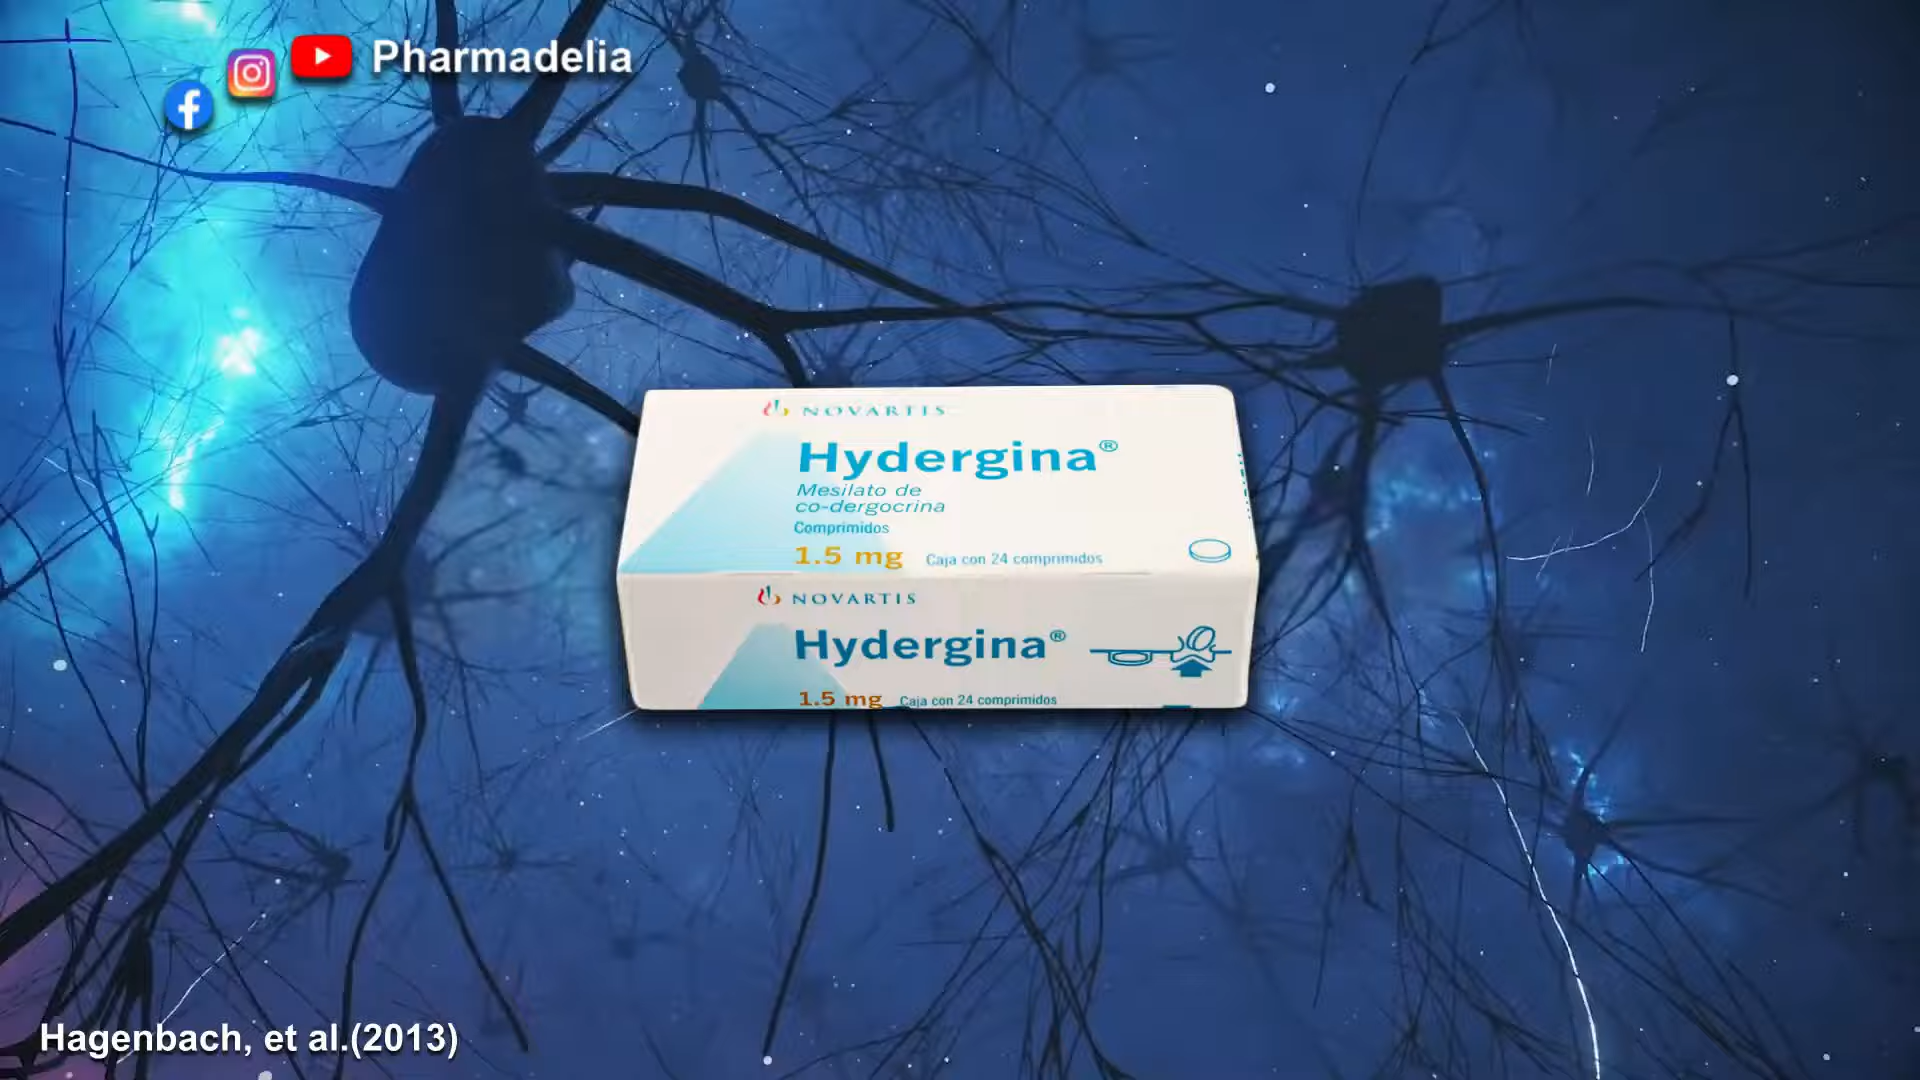 Pharmadelia
NOVARTIS
Hydergina®
Mesilato de
co-dergocrina
Comprimidos
1.5 mg Caja con 24 comprimidos
NOVARTIS
Hydergina®
1.5 mg Caja con 24 comprimidos
Hagenbach, et al.(2013)